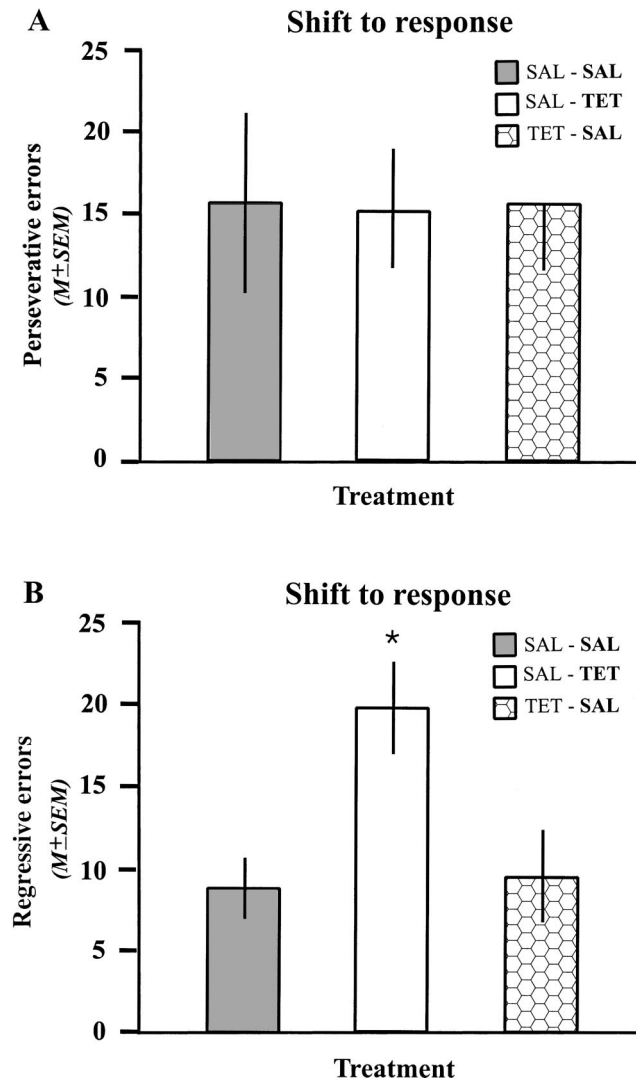 A
Shift to response
25
20
15
10
5
0
Perseverative errors
(M±SEM)
SAL - SAL
SAL - TET
TET - SAL
Treatment
B
Shift to response
25
20
15
10
5
0
Regressive errors
(M±SEM)
*
SAL - SAL
SAL - TET
TET - SAL
Treatment